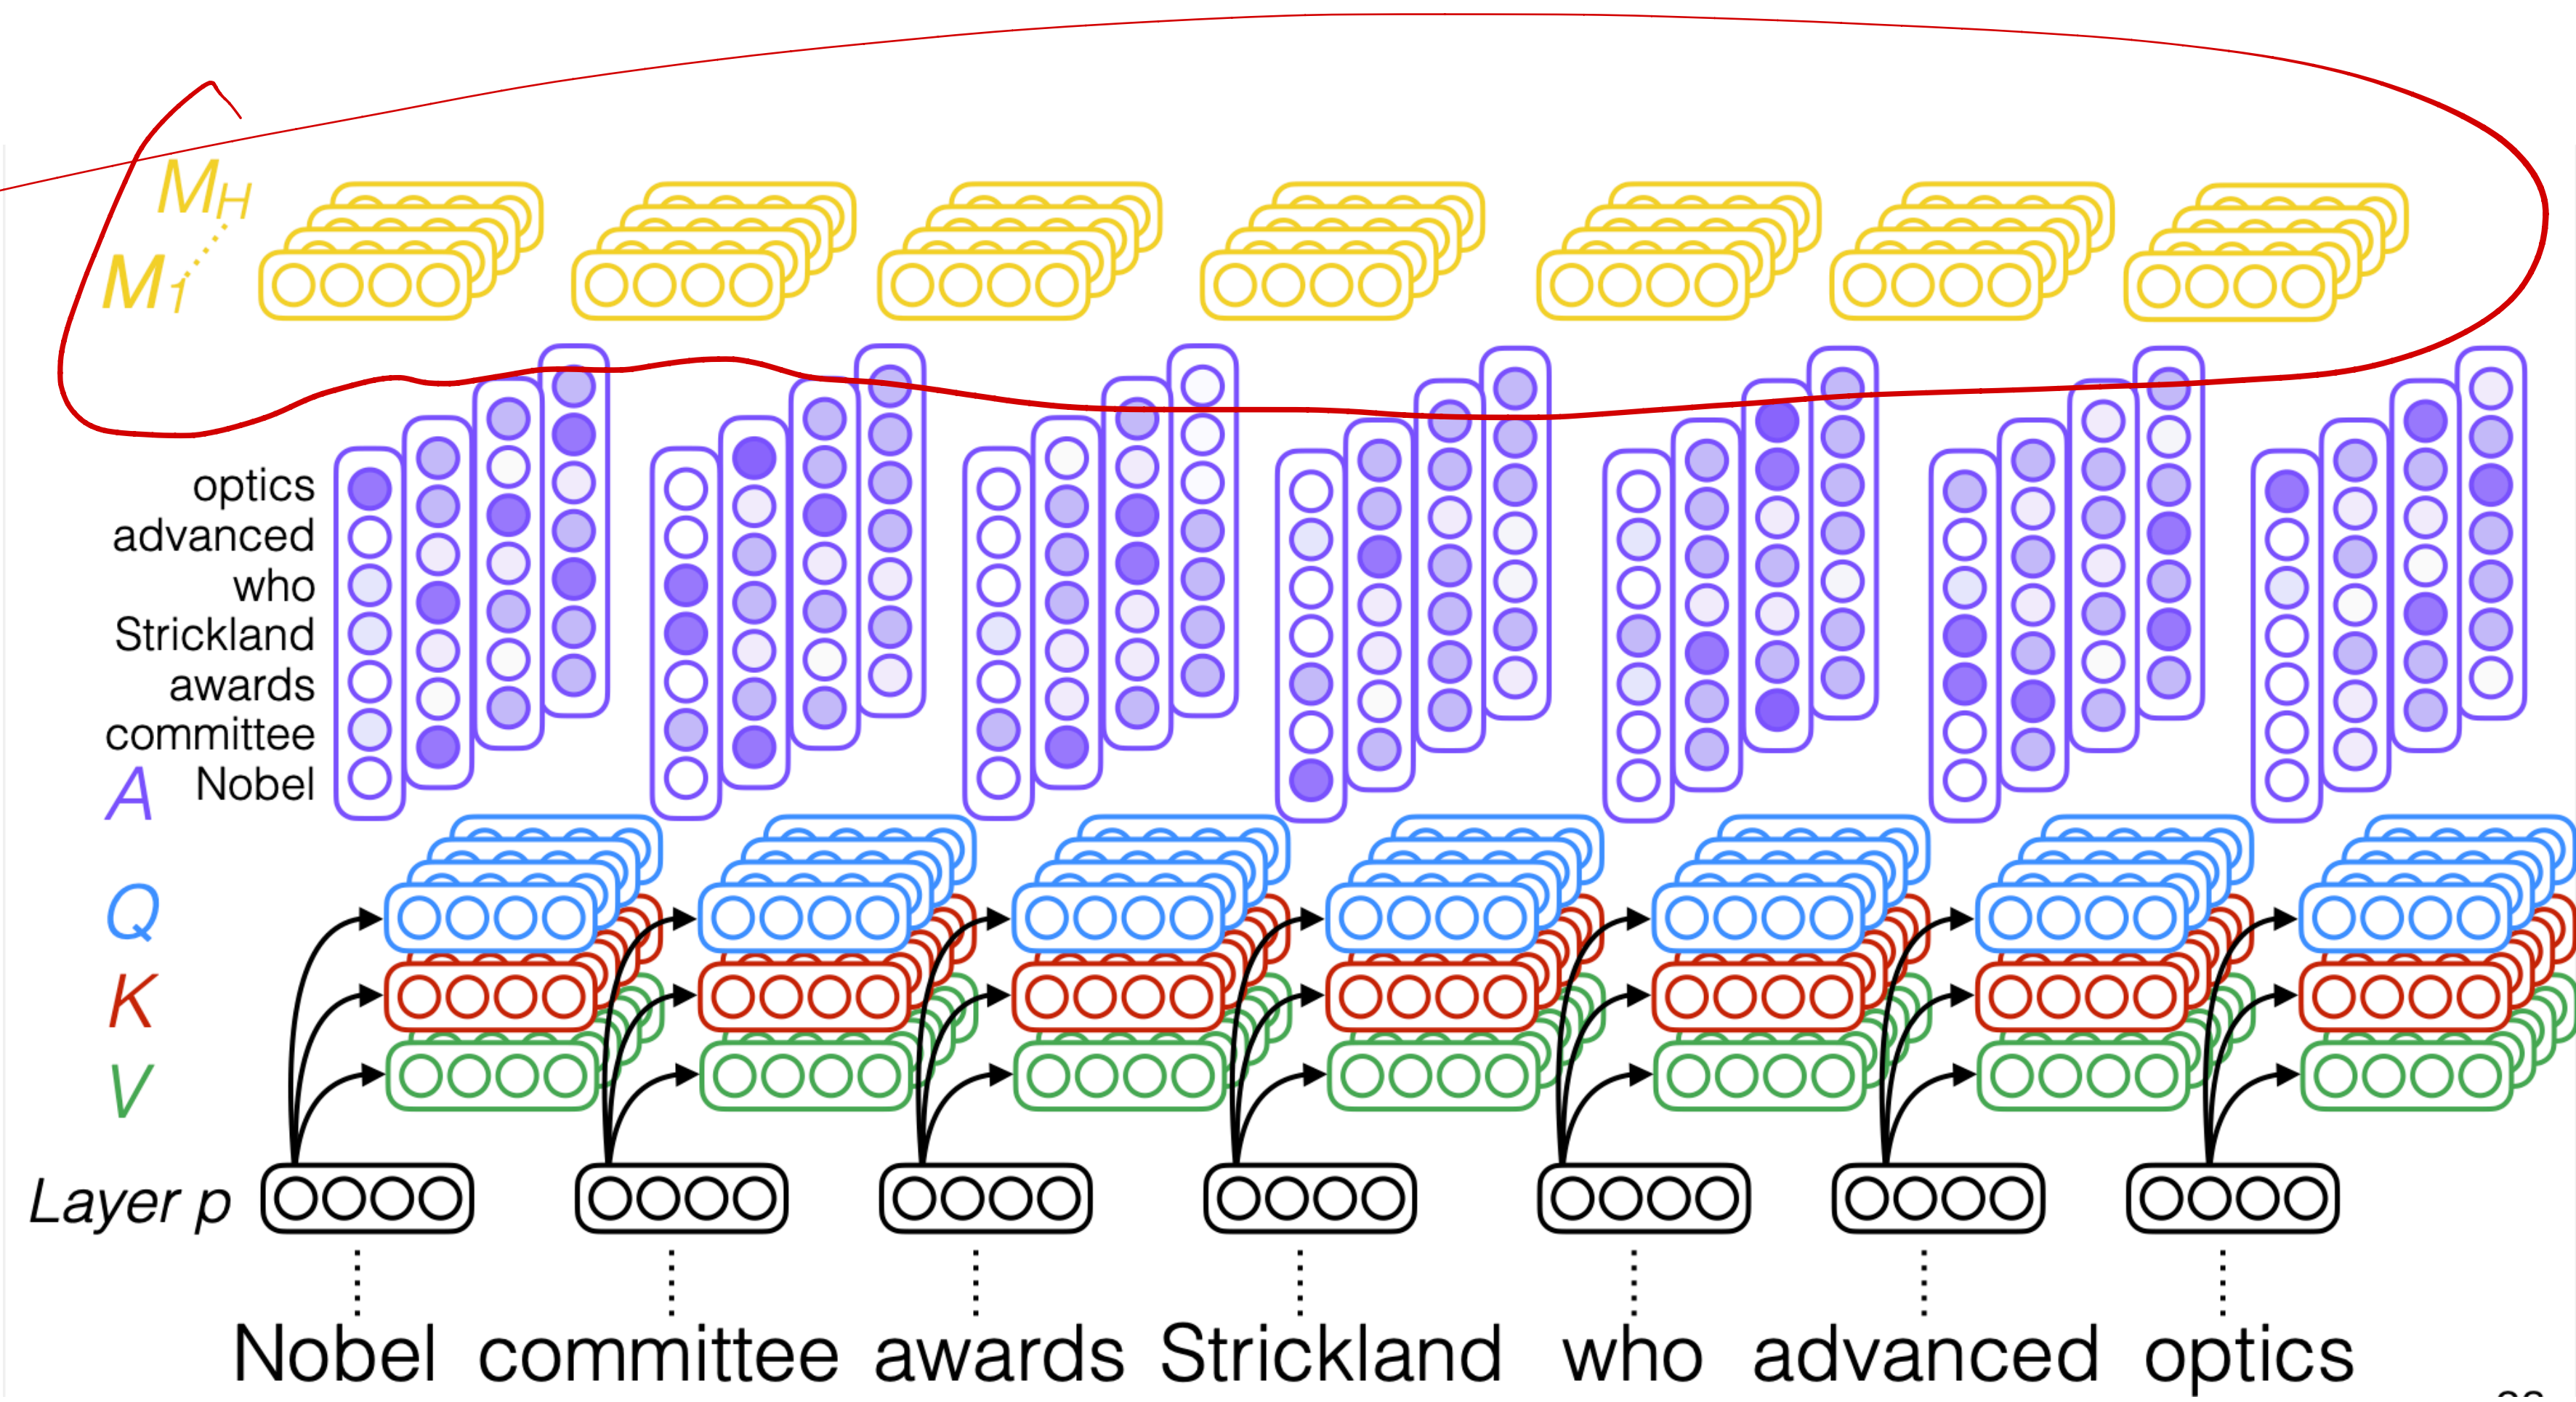 M_H
M_1
optics
advanced
who
Strickland
awards
committee
A Nobel
Q
K
V
Layer p
Nobel committee awards Strickland who advanced optics